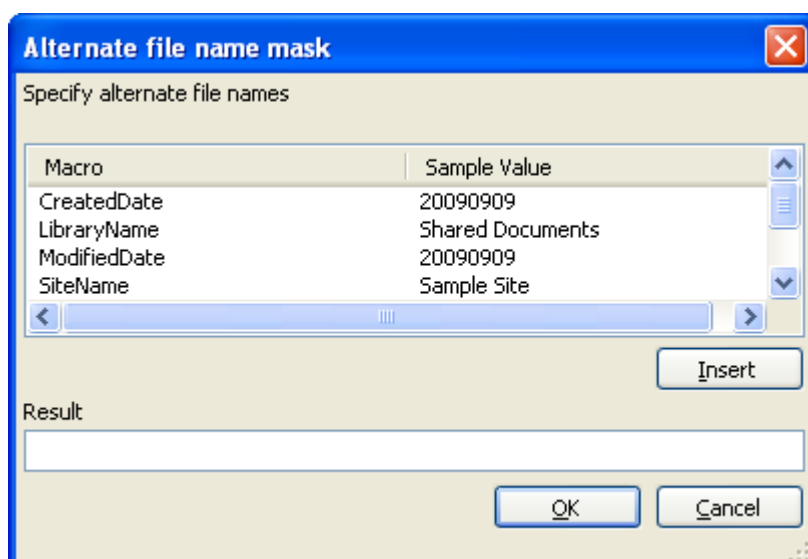 Alternate file name mask
Specify alternate file names
Macro Sample Value
CreatedDate 20090909
LibraryName Shared Documents
ModifiedDate 20090909
SiteName Sample Site
Insert
Result
OK Cancel